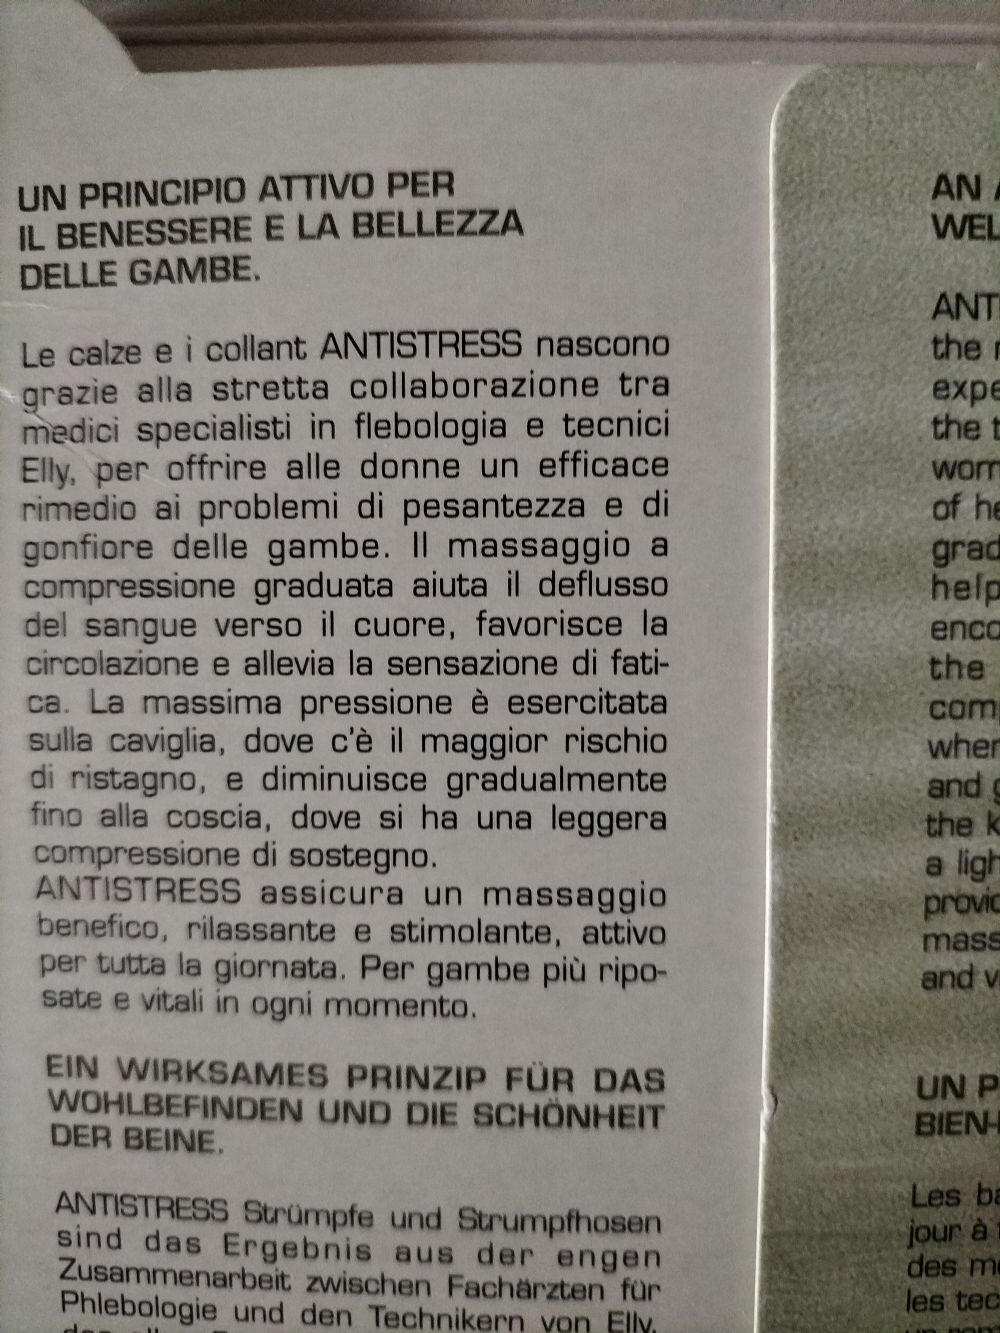 UN PRINCIPIO ATTIVO PER
IL BENESSERE E LA BELLEZZA
DELLE GAMBE.
Le calze e i collant ANTISTRESS nascono
grazie alla stretta collaborazione tra
medici specialisti in flebologia e tecnici
Elly, per offrire alle donne un efficace
rimedio ai problemi di pesantezza e di
gonfiore delle gambe. Il massaggio a
compressione graduata aiuta il deflusso
del sangue verso il cuore, favorisce la
circolazione e allevia la sensazione di fati-
ca. La massima pressione è esercitata
sulla caviglia, dove c'è il maggior rischio
di ristagno, e diminuisce gradualmente
fino alla coscia, dove si ha una leggera
compressione di sostegno.
ANTISTRESS assicura un massaggio
benefico, rilassante e stimolante, attivo
per tutta la giornata. Per gambe più ripo-
sate e vitali in ogni momento.
EIN WIRKSAMES PRINZIP FÜR DAS
WOHLBEFINDEN UND DIE SCHÖNHEIT
DER BEINE.
ANTISTRESS Strümpfe und Strumpfhosen
sind das Ergebnis aus der engen
Zusammenarbeit zwischen Fachärzten für
Phlebologie und den Technikern von Elly,
AN
WEL
ANTI
the
expe
the t
wom
of he
grad
help
enco
the
com
wher
and g
the k
a ligh
provid
mass
and v
UN P
BIEN-
Les ba
jour à
des m
les tec